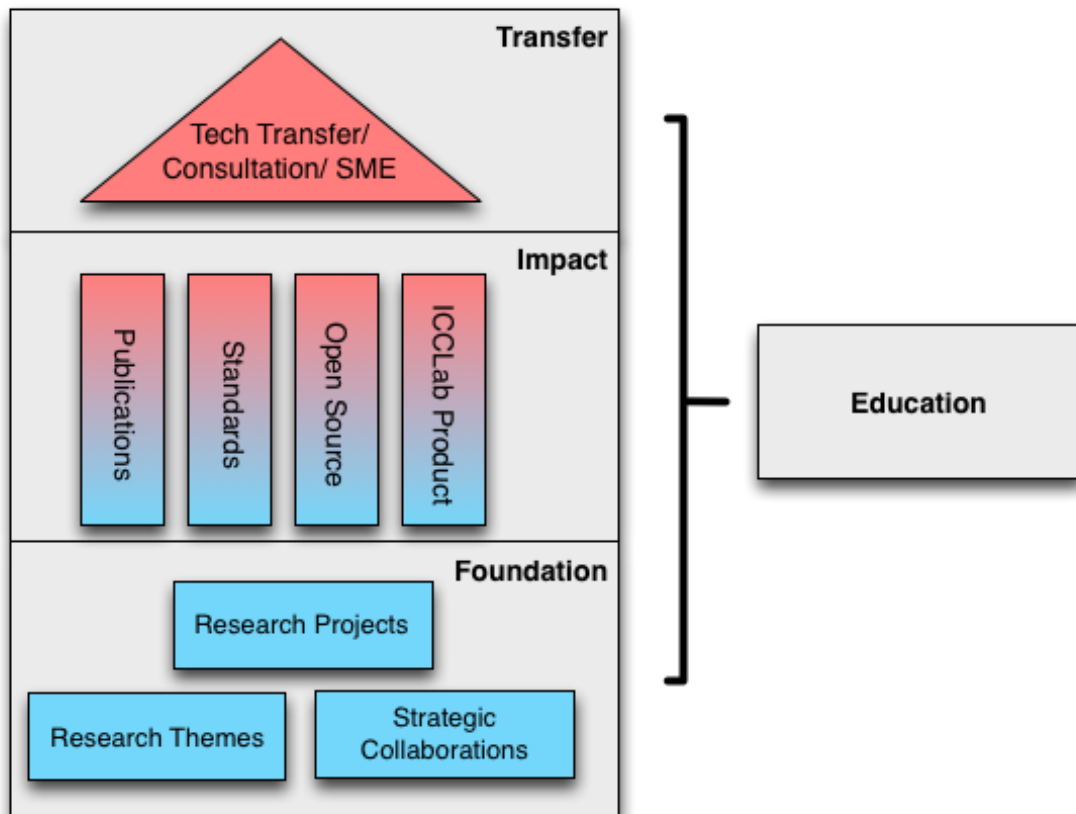 Transfer
Tech Transfer/
Consultation/ SME
Impact
Publications
Standards
Open Source
ICCLab Product
Education
Foundation
Research Projects
Research Themes
Strategic
Collaborations